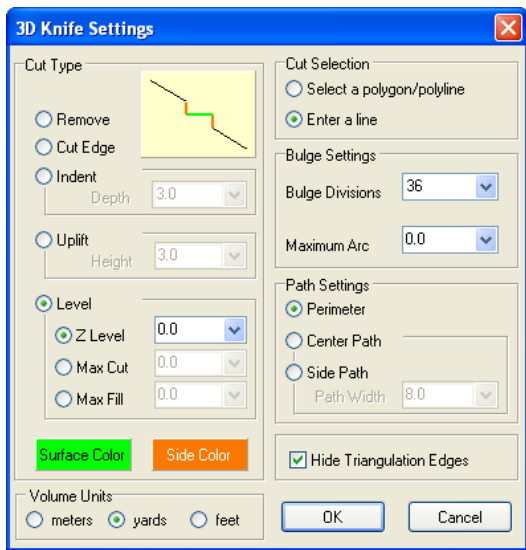 3D Knife Settings
Cut Type
Remove
Cut Edge
Indent
Depth 3.0
Uplift
Height 3.0
Level
Z Level 0.0
Max Cut 0.0
Max Fill 0.0
Surface Color Side Color
Volume Units
meters yards feet
Cut Selection
Select a polygon/polyline
Enter a line
Bulge Settings
Bulge Divisions 36
Maximum Arc 0.0
Path Settings
Perimeter
Center Path
Side Path
Path Width 8.0
Hide Triangulation Edges
OK Cancel